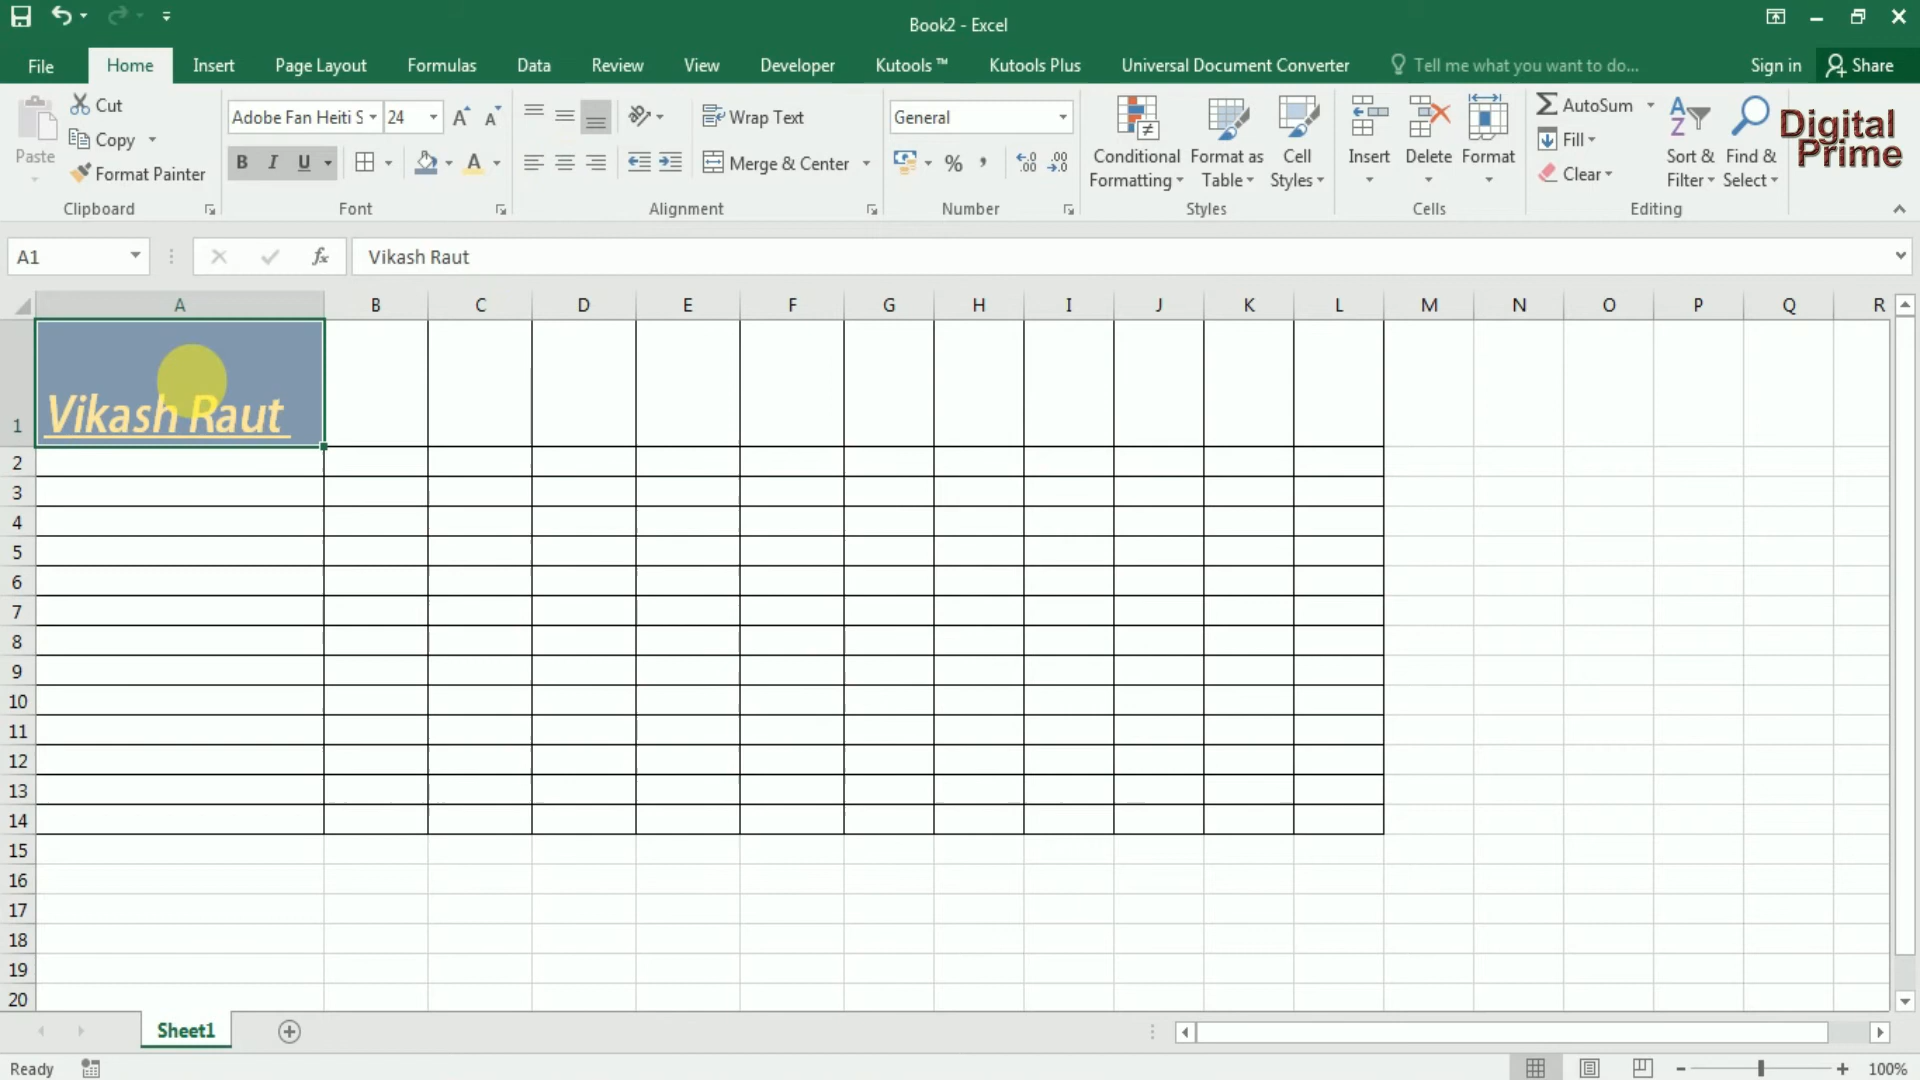 Book2 - Excel
File Home Insert Page Layout Formulas Data Review View Developer Kutools ™ Kutools Plus Universal Document Converter Tell me what you want to do... Sign in Share
Cut
Copy
Format Painter
Paste
Clipboard
Adobe Fan Heiti S 24
B I U
Font
Wrap Text
Merge & Center
Alignment
General
%
Number
Conditional Formatting
Format as Table
Cell Styles
Styles
Insert Delete Format
Cells
AutoSum
Fill
Clear
Sort & Filter
Find & Select
Editing
Digital
Prime
A1 fx Vikash Raut
A B C D E F G H I J K L M N O P Q R
1 Vikash Raut
2
3
4
5
6
7
8
9
10
11
12
13
14
15
16
17
18
19
20
Sheet1
Ready 100%